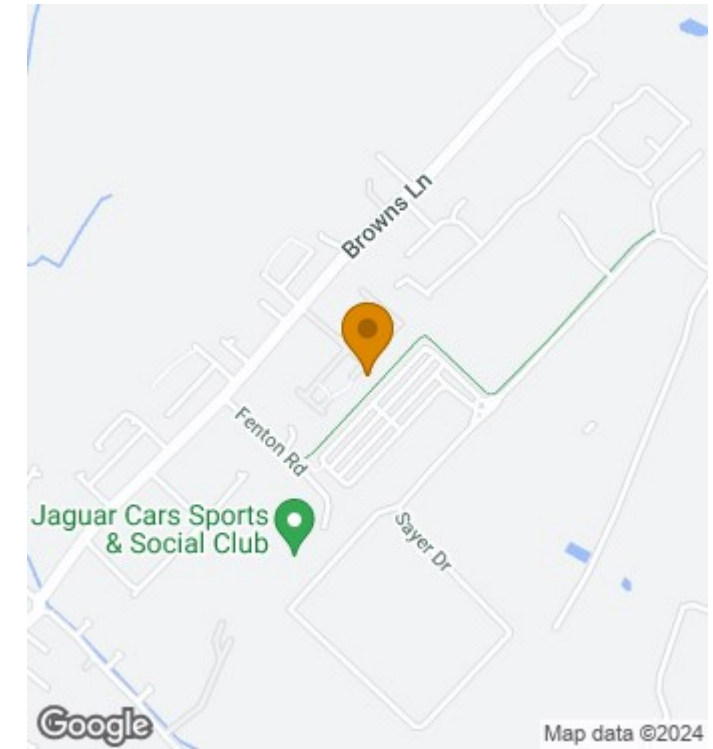 Browns Ln
Fenton Rd
Jaguar Cars Sports
& Social Club
Sayer Dr
Google
Map data ©2024